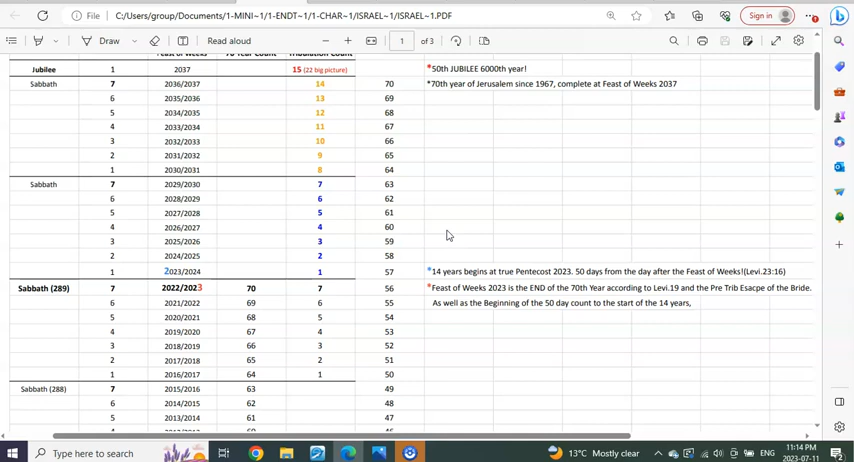 File | C:/Users/group/Documents/1-MINI~1/1-ENDT~1/1-CHAR~1/ISRAEL~1/ISRAEL~1.PDF
Sign in
Draw Read aloud 1 of 3
Feast of Weeks 70 Year Count Tribulation Count
Jubilee 1 2037 15 (22 big picture) *50th JUBILEE 6000th year!
Sabbath 7 2036/2037 14 70 *70th year of Jerusalem since 1967, complete at Feast of Weeks 2037
6 2035/2036 13 69
5 2034/2035 12 68
4 2033/2034 11 67
3 2032/2033 10 66
2 2031/2032 9 65
1 2030/2031 8 64
Sabbath 7 2029/2030 7 63
6 2028/2029 6 62
5 2027/2028 5 61
4 2026/2027 4 60
3 2025/2026 3 59
2 2024/2025 2 58
1 2023/2024 1 57 *14 years begins at true Pentecost 2023. 50 days from the day after the Feast of Weeks!(Levi.23:16)
Sabbath (289) 7 2022/2023 70 7 56 *Feast of Weeks 2023 is the END of the 70th Year according to Levi.19 and the Pre Trib Esacpe of the Bride.
6 2021/2022 69 6 55 As well as the Beginning of the 50 day count to the start of the 14 years,
5 2020/2021 68 5 54
4 2019/2020 67 4 53
3 2018/2019 66 3 52
2 2017/2018 65 2 51
1 2016/2017 64 1 50
Sabbath (288) 7 2015/2016 63 49
6 2014/2015 62 48
5 2013/2014 61 47
Type here to search
13°C Mostly clear
ENG
11:14 PM
2023-07-11
2